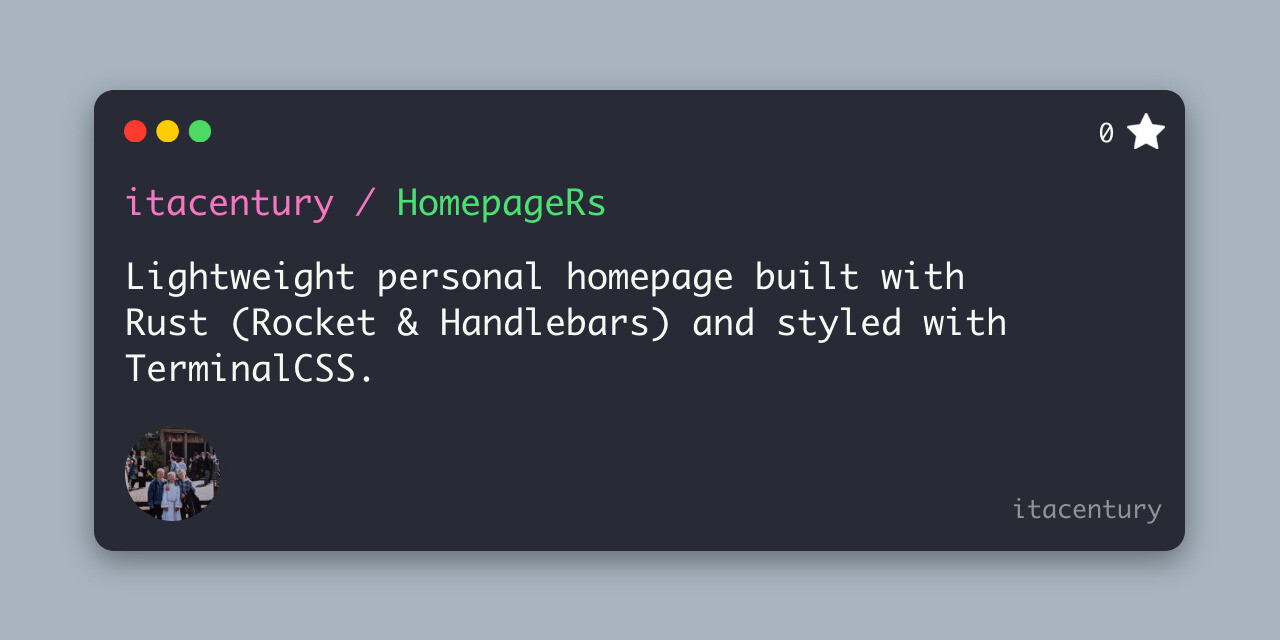 0
itacentury / HomepageRs
Lightweight personal homepage built with
Rust (Rocket & Handlebars) and styled with
TerminalCSS.
itacentury